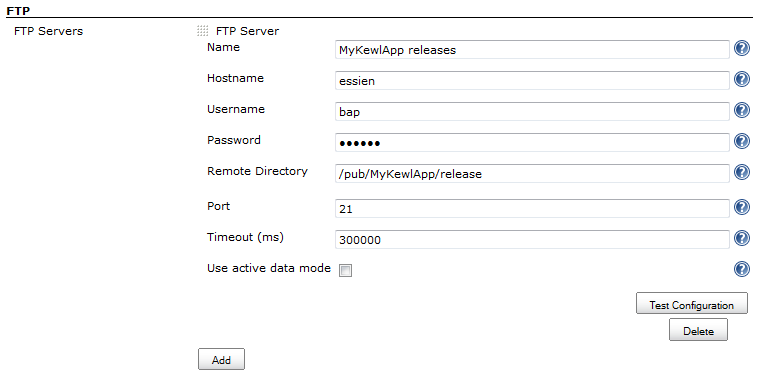 FTP
FTP Servers
FTP Server
Name MyKewlApp releases
Hostname essien
Username bap
Password ••••••
Remote Directory /pub/MyKewlApp/release
Port 21
Timeout (ms) 300000
Use active data mode
Test Configuration
Delete
Add